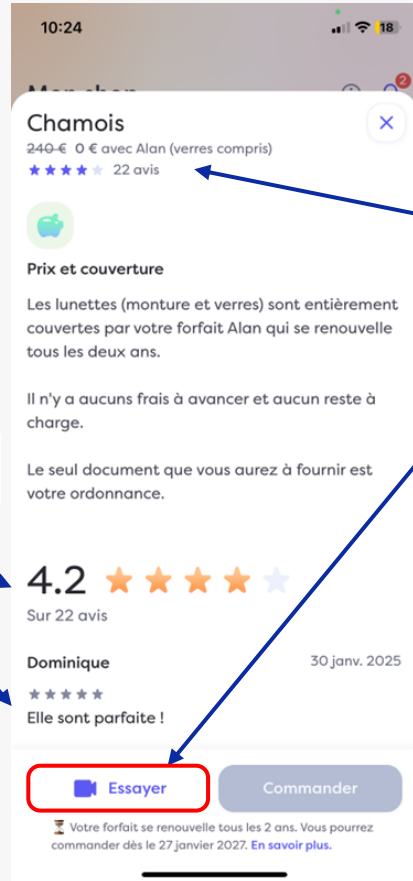 10:24
18
2
Chamois
240 € 0 € avec Alan (verres compris)
22 avis
Prix et couverture
Les lunettes (monture et verres) sont entièrement
couvertes par votre forfait Alan qui se renouvelle
tous les deux ans.
Il n'y a aucuns frais à avancer et aucun reste à
charge.
Le seul document que vous aurez à fournir est
votre ordonnance.
4.2
Sur 22 avis
Dominique 30 janv. 2025
Elle sont parfaite !
Essayer Commander
Votre forfait se renouvelle tous les 2 ans. Vous pourrez
commander dès le 27 janvier 2027. En savoir plus.